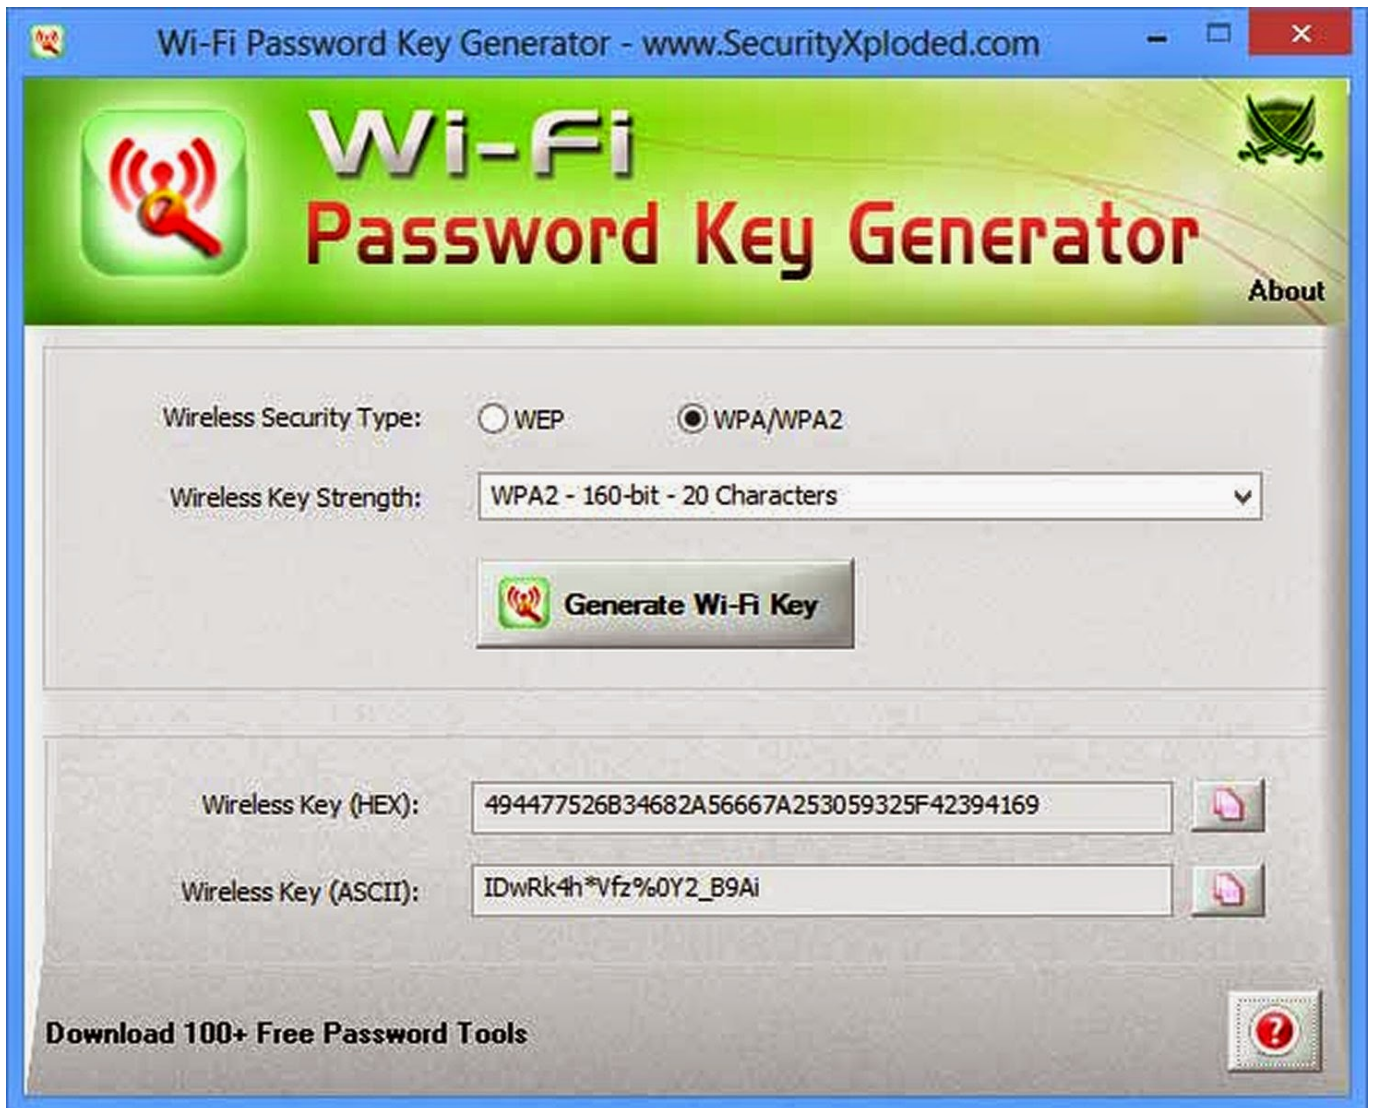 Wi-Fi Password Key Generator - www.SecurityXploded.com
Wi-Fi
Password Key Generator
About
Wireless Security Type: WEP WPA/WPA2
Wireless Key Strength: WPA2 - 160-bit - 20 Characters
Generate Wi-Fi Key
Wireless Key (HEX): 494477526B34682A56667A253059325F42394169
Wireless Key (ASCII): IDwRk4h*Vfz%0Y2_B9Ai
Download 100+ Free Password Tools
?